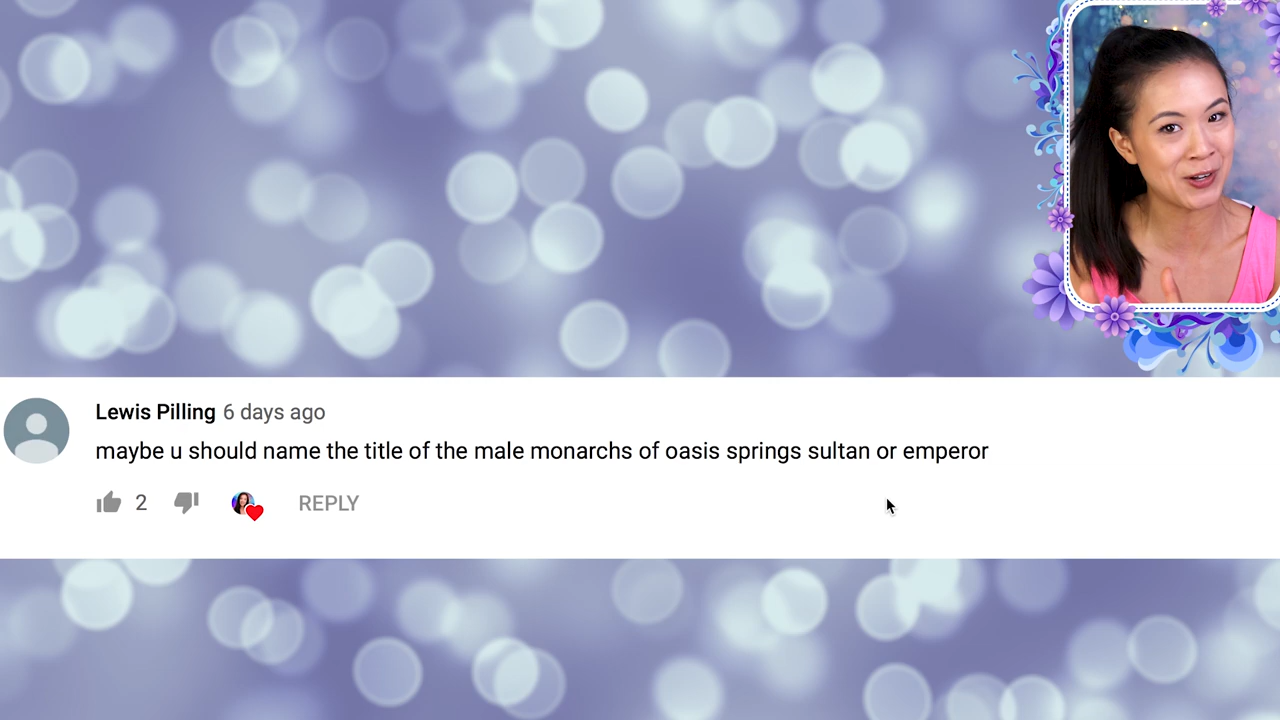 Lewis Pilling 6 days ago
maybe u should name the title of the male monarchs of oasis springs sultan or emperor
2 REPLY